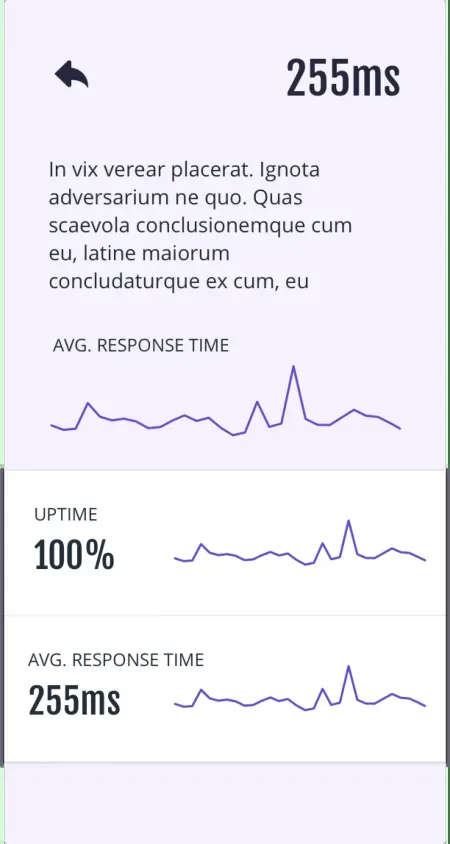 255ms
In vix verear placerat. Ignota
adversarium ne quo. Quas
scaevola conclusionemque cum
eu, latine maiorum
concludaturque ex cum, eu
AVG. RESPONSE TIME
UPTIME
100%
AVG. RESPONSE TIME
255ms